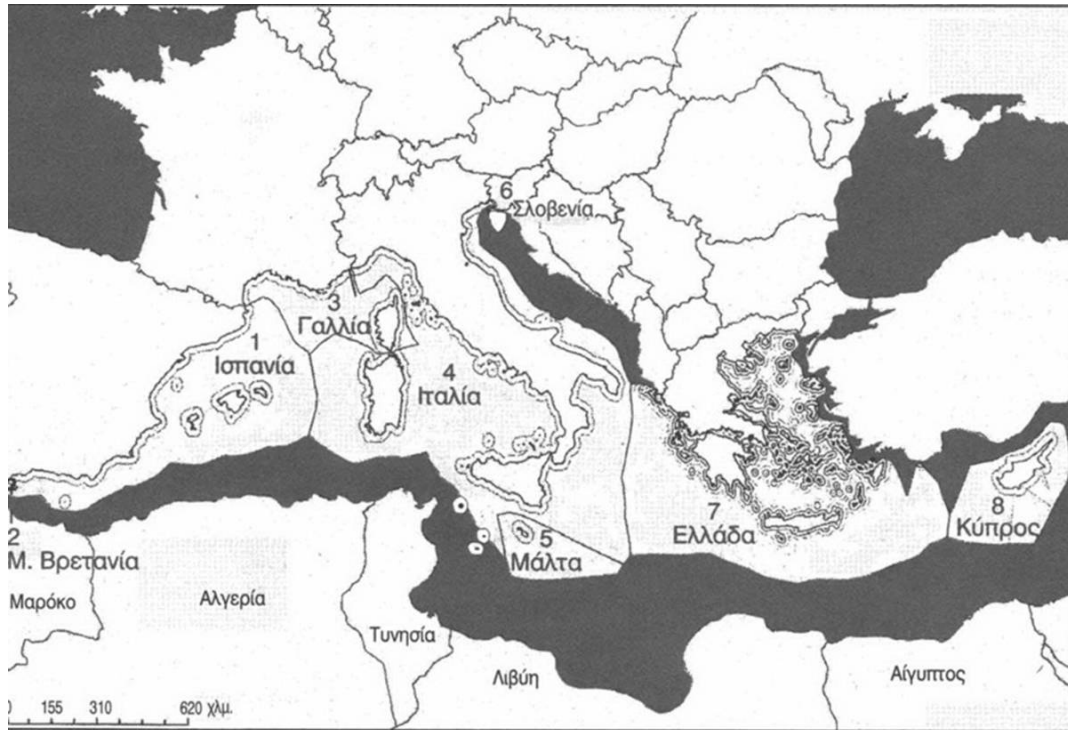 6
Σλοβενία
3
Γαλλία
1
Ισπανία
4
Ιταλία
7
Ελλάδα
8
Κύπρος
5
Μάλτα
2
Μ. Βρετανία
Μαρόκο
Αλγερία
Τυνησία
Λιβύη
Αίγυπτος
0 155 310 620 χλμ.